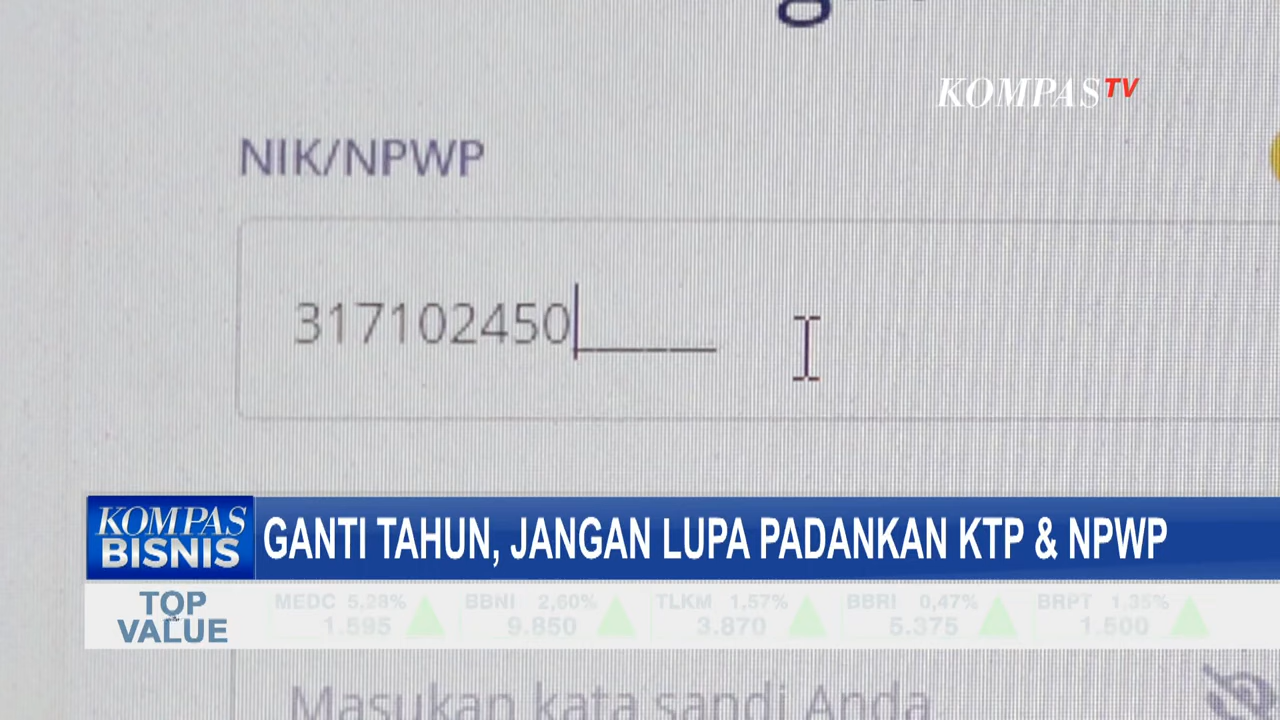 KOMPASTV
NIK/NPWP
317102450_____
KOMPAS
BISNIS
GANTI TAHUN, JANGAN LUPA PADANKAN KTP & NPWP
TOP
VALUE
MEDC 5.28% BBNI 2,60% TLKM 1,57% BBRI 0,47% BRPT 1,35%
1.595 9.850 3.870 5.375 1.500
Masukan kata sandi Anda